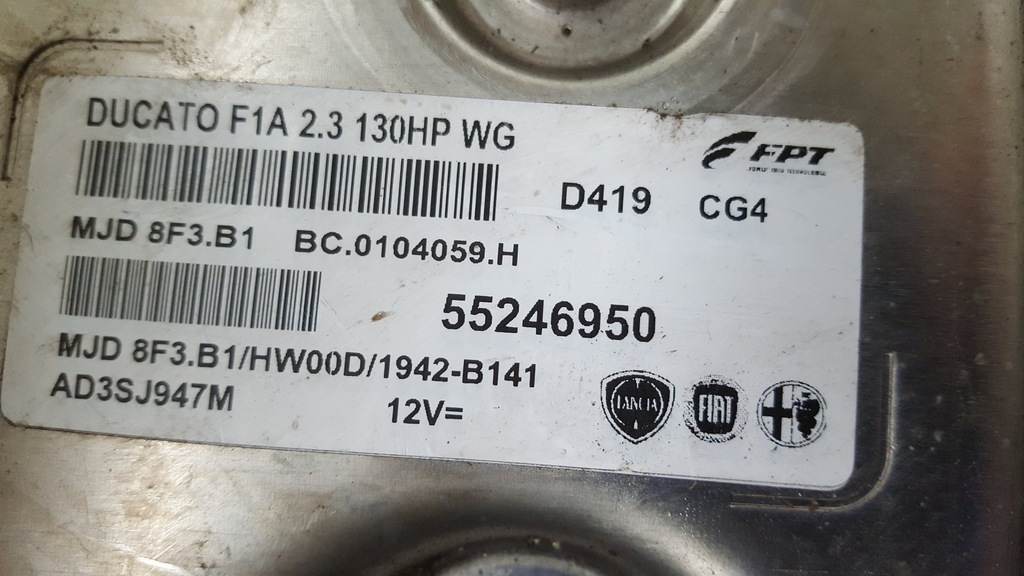 DUCATO F1A 2.3 130HP WG
FPT
D419 CG4
MJD 8F3.B1 BC.0104059.H
55246950
MJD 8F3.B1/HW00D/1942-B141
AD3SJ947M
12V=
LANCIA
FIAT